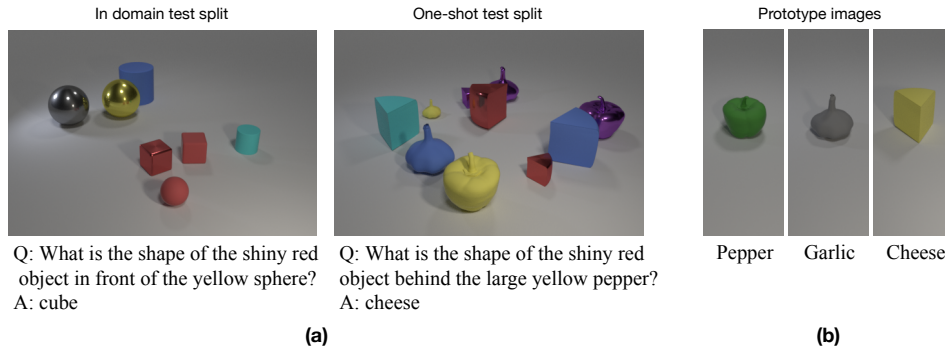 In domain test split
One-shot test split
Prototype images
Q: What is the shape of the shiny red
object in front of the yellow sphere?
A: cube
Q: What is the shape of the shiny red
object behind the large yellow pepper?
A: cheese
Pepper
Garlic
Cheese
(a)
(b)